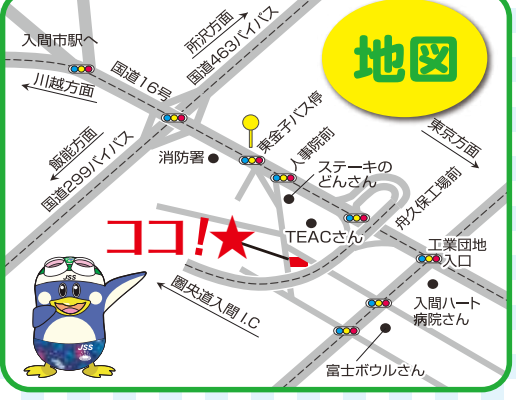 地図
入間市駅へ
所沢方面
国道463バイパス
川越方面
国道16号
飯能方面
国道299バイパス
消防署
東金子バス停
人事院前
ステーキの
どんさん
東京方面
舟久保工場前
TEACさん
ココ!★
工業団地
入口
圏央道入間I.C
入間ハート
病院さん
富士ボウルさん
JSS
JSS